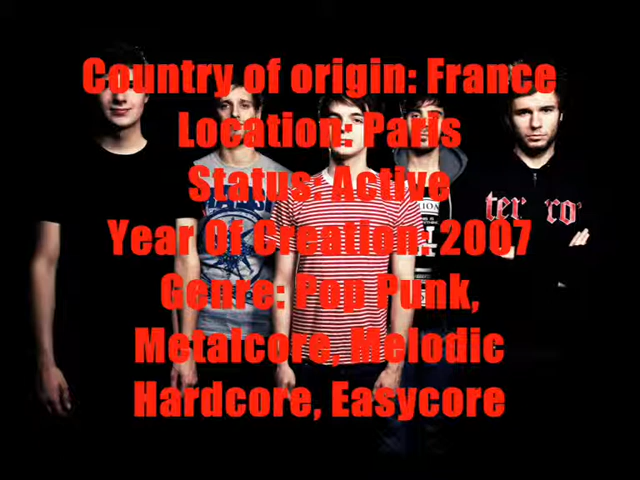 Country of origin: France
Location: Paris
Status: Active
Year Of Creation: 2007
Genre: Pop Punk,
Metalcore, Melodic
Hardcore, Easycore